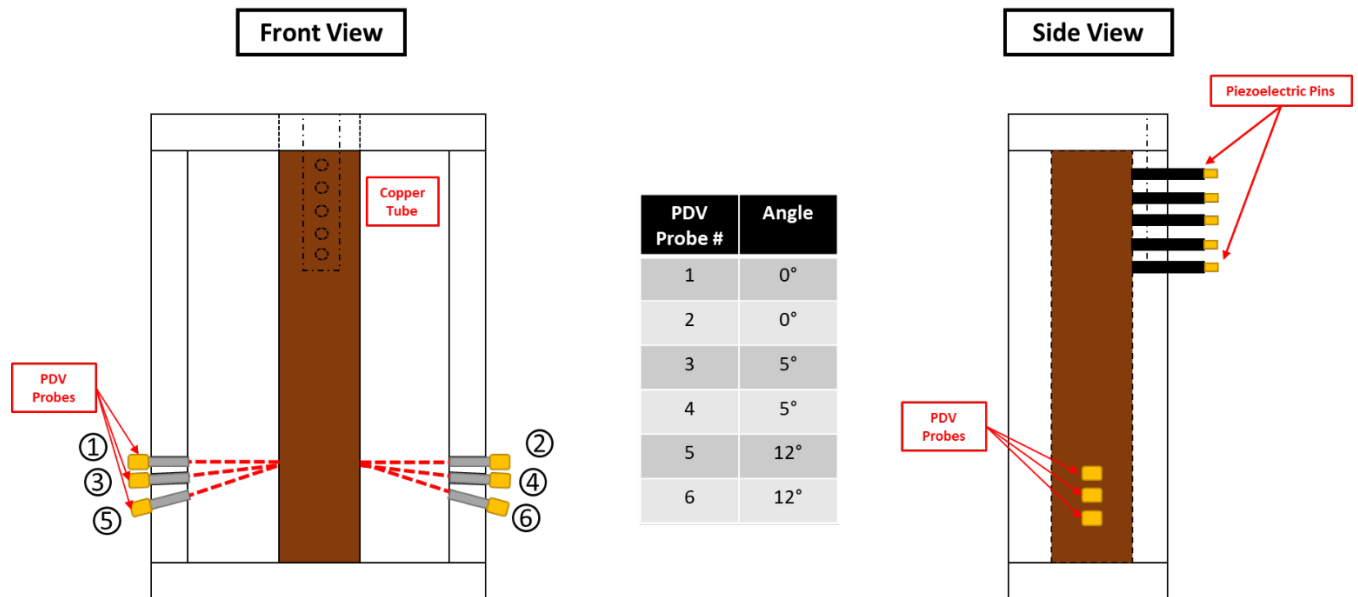 Front View
Side View
Piezoelectric Pins
Copper
Tube
PDV
Probe #
Angle
1
0°
2
0°
3
5°
4
5°
5
12°
6
12°
PDV
Probes
①
③
⑤
②
④
⑥
PDV
Probes